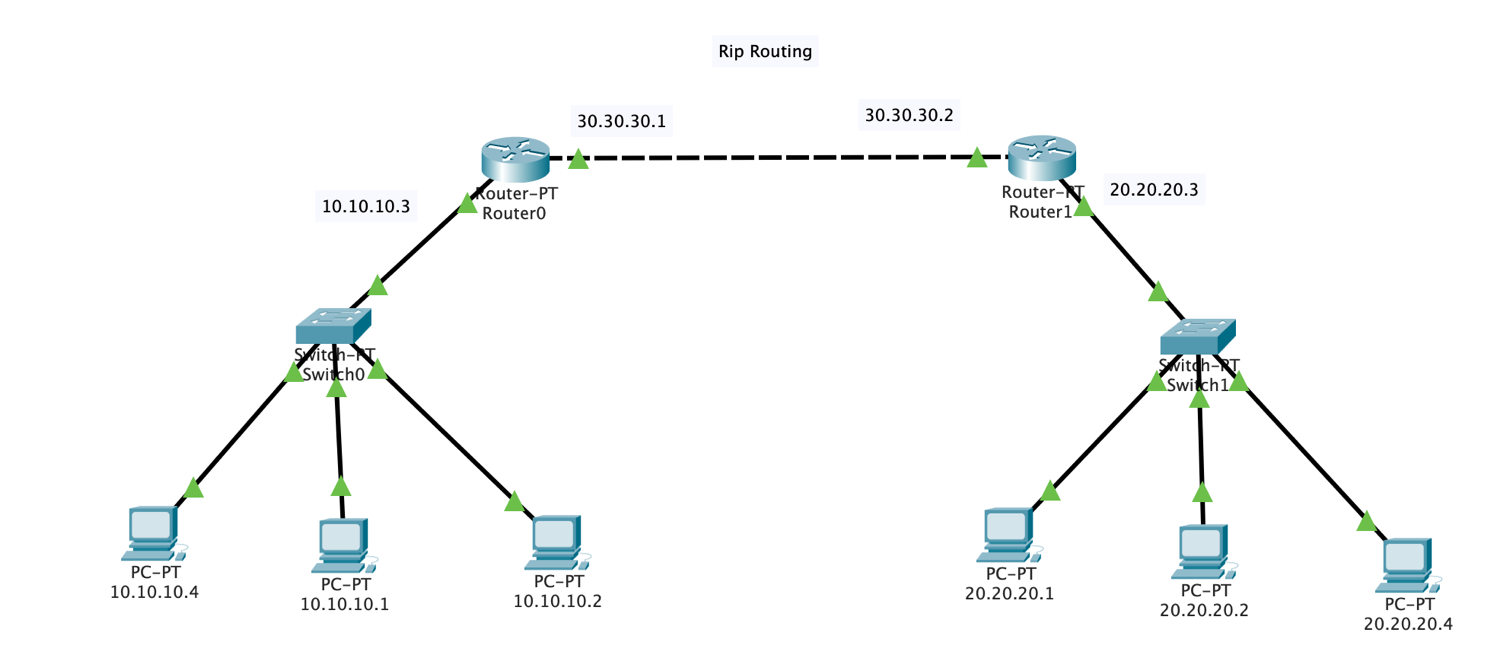 Rip Routing
30.30.30.1
30.30.30.2
Router-PT
Router0
Router-PT
Router1
10.10.10.3
20.20.20.3
Switch-PT
Switch0
Switch-PT
Switch1
PC-PT
10.10.10.4
PC-PT
10.10.10.1
PC-PT
10.10.10.2
PC-PT
20.20.20.1
PC-PT
20.20.20.2
PC-PT
20.20.20.4